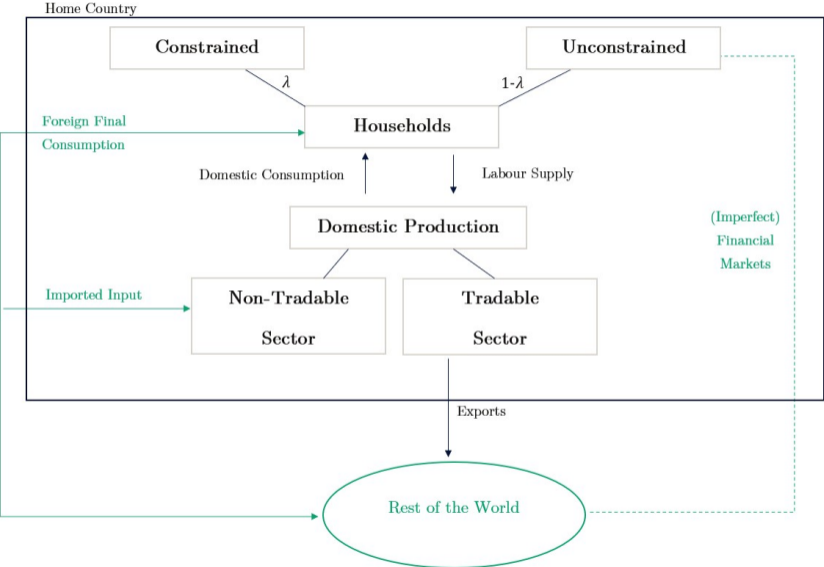 Home Country
Constrained
Unconstrained
λ
1-λ
Foreign Final
Consumption
Households
Domestic Consumption
Labour Supply
Domestic Production
(Imperfect)
Financial
Markets
Imported Input
Non-Tradable
Sector
Tradable
Sector
Exports
Rest of the World